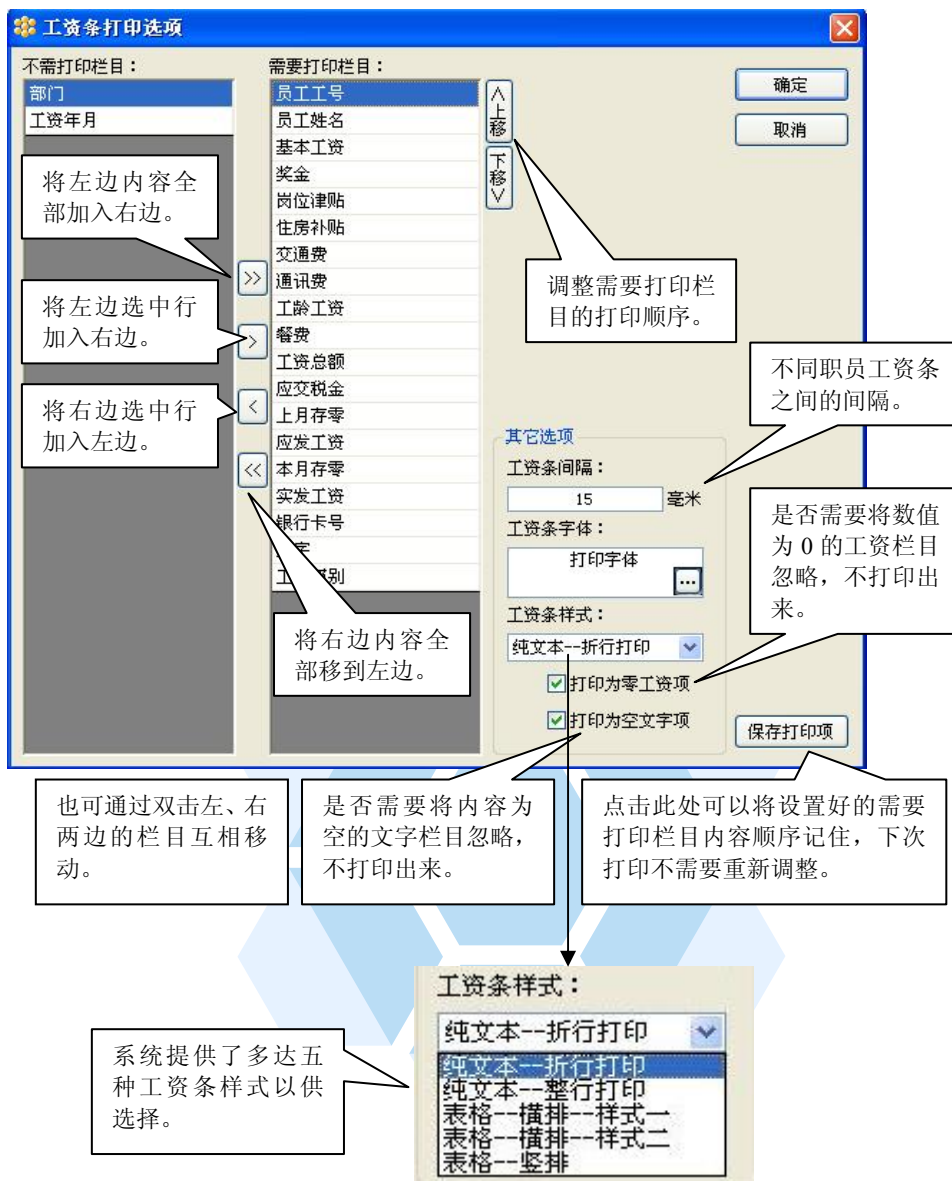 工资条打印选项
不需打印栏目：
部门
工资年月
需要打印栏目：
员工工号
员工姓名
基本工资
奖金
岗位津贴
住房补贴
交通费
通讯费
工龄工资
餐费
工资总额
应交税金
上月存零
应发工资
本月存零
实发工资
银行卡号
字
工
别
>>
>
<
<<
∧上移
下移∨
确定
取消
将左边内容全
部加入右边。
将左边选中行
加入右边。
将右边选中行
加入左边。
将右边内容全
部移到左边。
调整需要打印栏
目的打印顺序。
不同职员工资条
之间的间隔。
其它选项
工资条间隔：
15 毫米
工资条字体：
打印字体
...
工资条样式：
纯文本--折行打印
打印为零工资项
打印为空文字项
是否需要将数值
为 0 的工资栏目
忽略，不打印出
来。
保存打印项
也可通过双击左、右
两边的栏目互相移
动。
是否需要将内容为
空的文字栏目忽略，
不打印出来。
点击此处可以将设置好的需要
打印栏目内容顺序记住，下次
打印不需要重新调整。
工资条样式：
纯文本--折行打印
纯文本--折行打印
纯文本--整行打印
表格--横排--样式一
表格--横排--样式二
表格--竖排
系统提供了多达五
种工资条样式以供
选择。